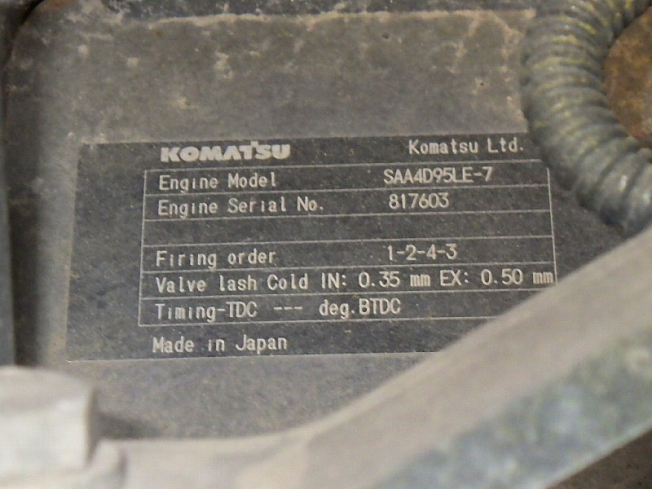 KOMATSU Komatsu Ltd.
Engine Model SAA4D95LE-7
Engine Serial No. 817603
Firing order 1-2-4-3
Valve lash Cold IN: 0.35 mm EX: 0.50 mm
Timing-TDC --- deg.BTDC
Made in Japan